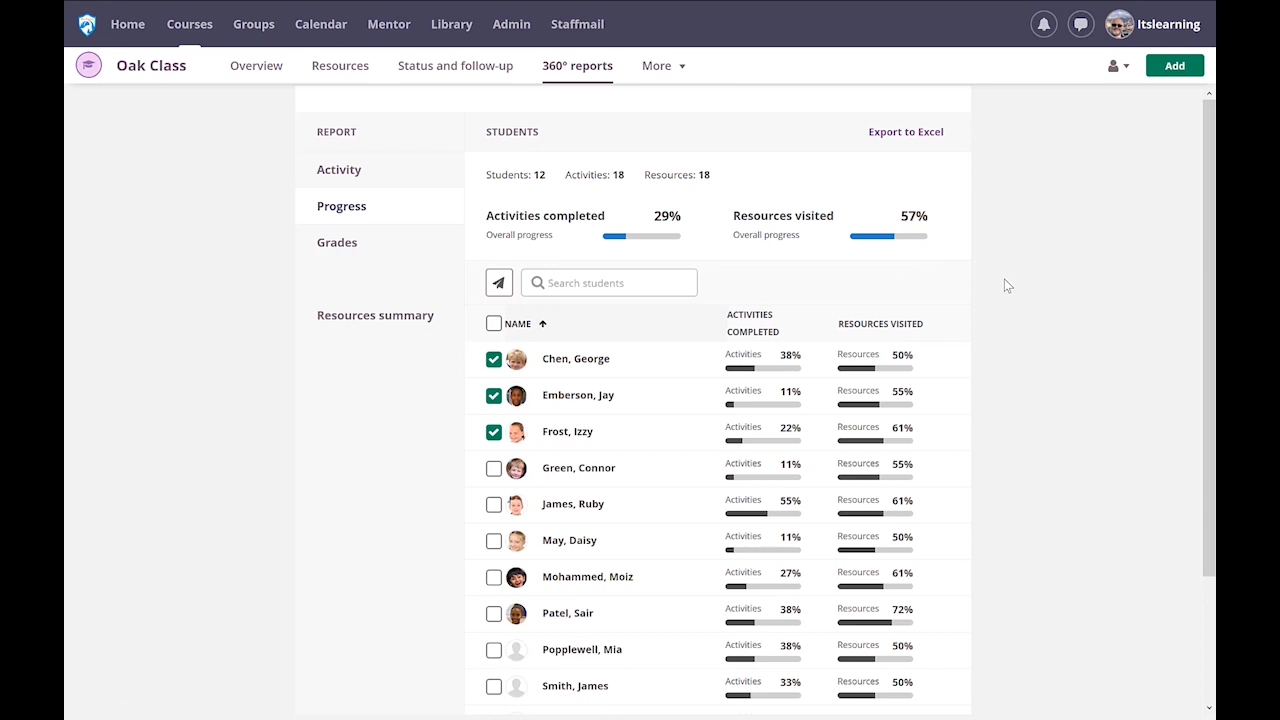 Home Courses Groups Calendar Mentor Library Admin Staffmail Itslearning
Oak Class Overview Resources Status and follow-up 360° reports More Add
REPORT STUDENTS Export to Excel
Activity Students: 12 Activities: 18 Resources: 18
Progress Activities completed 29% Resources visited 57%
Overall progress Overall progress
Grades
Search students
Resources summary NAME ACTIVITIES COMPLETED RESOURCES VISITED
Chen, George Activities 38% Resources 50%
Emberson, Jay Activities 11% Resources 55%
Frost, Izzy Activities 22% Resources 61%
Green, Connor Activities 11% Resources 55%
James, Ruby Activities 55% Resources 61%
May, Daisy Activities 11% Resources 50%
Mohammed, Moiz Activities 27% Resources 61%
Patel, Sair Activities 38% Resources 72%
Popplewell, Mia Activities 38% Resources 50%
Smith, James Activities 33% Resources 50%